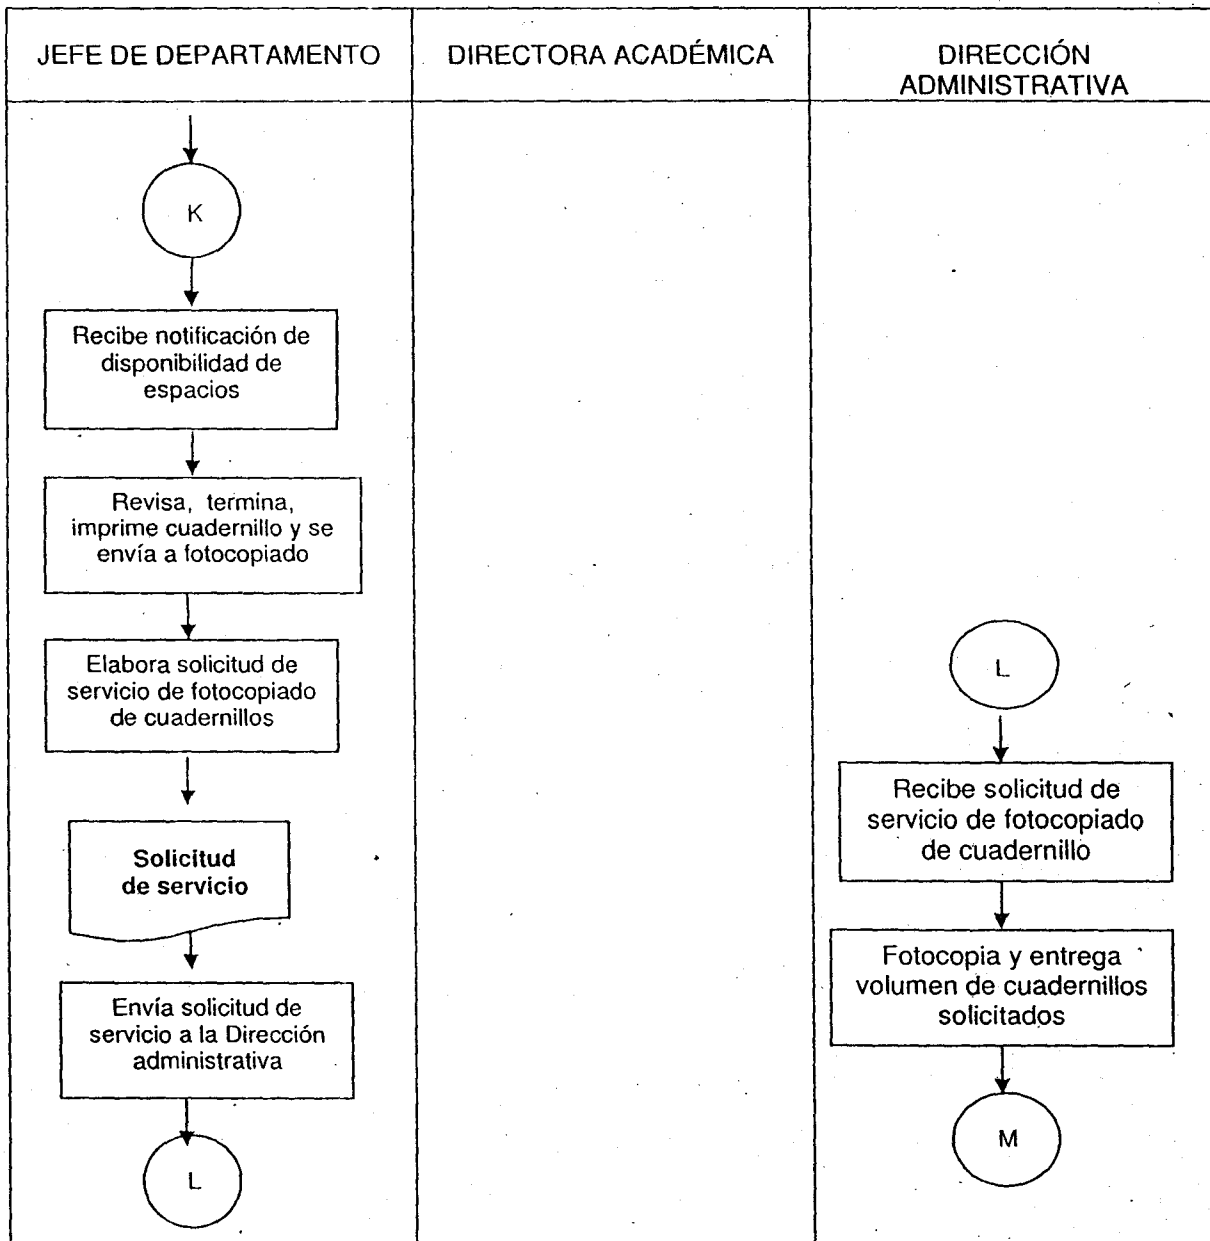 JEFE DE DEPARTAMENTO
DIRECTORA ACADÉMICA
DIRECCIÓN
ADMINISTRATIVA
K
Recibe notificación de
disponibilidad de
espacios
Revisa, termina,
imprime cuadernillo y se
envía a fotocopiado
Elabora solicitud de
servicio de fotocopiado
de cuadernillos
Solicitud
de servicio
Envía solicitud de
servicio a la Dirección
administrativa
L
L
Recibe solicitud de
servicio de fotocopiado
de cuadernillo
Fotocopia y entrega
volumen de cuadernillos
solicitados
M